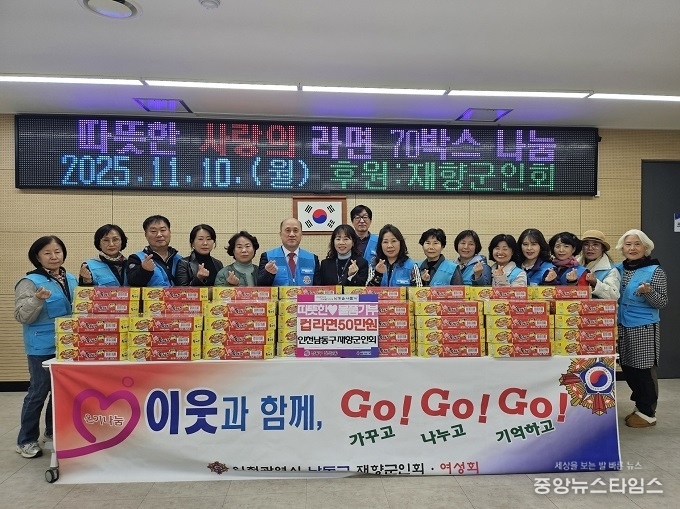 따뜻한 사랑의 라면 70박스 나눔
2025.11.10.(월) 후원:재향군인회
따뜻한♥물품기부
컵라면50만원
인천남동구재향군인회
온기나눔
이웃과 함께, Go! Go! Go!
가꾸고 나누고 기억하고
인천광역시 남동구 재향군인회·여성회
세상을 보는 발 빠른 뉴스
중앙뉴스타임스